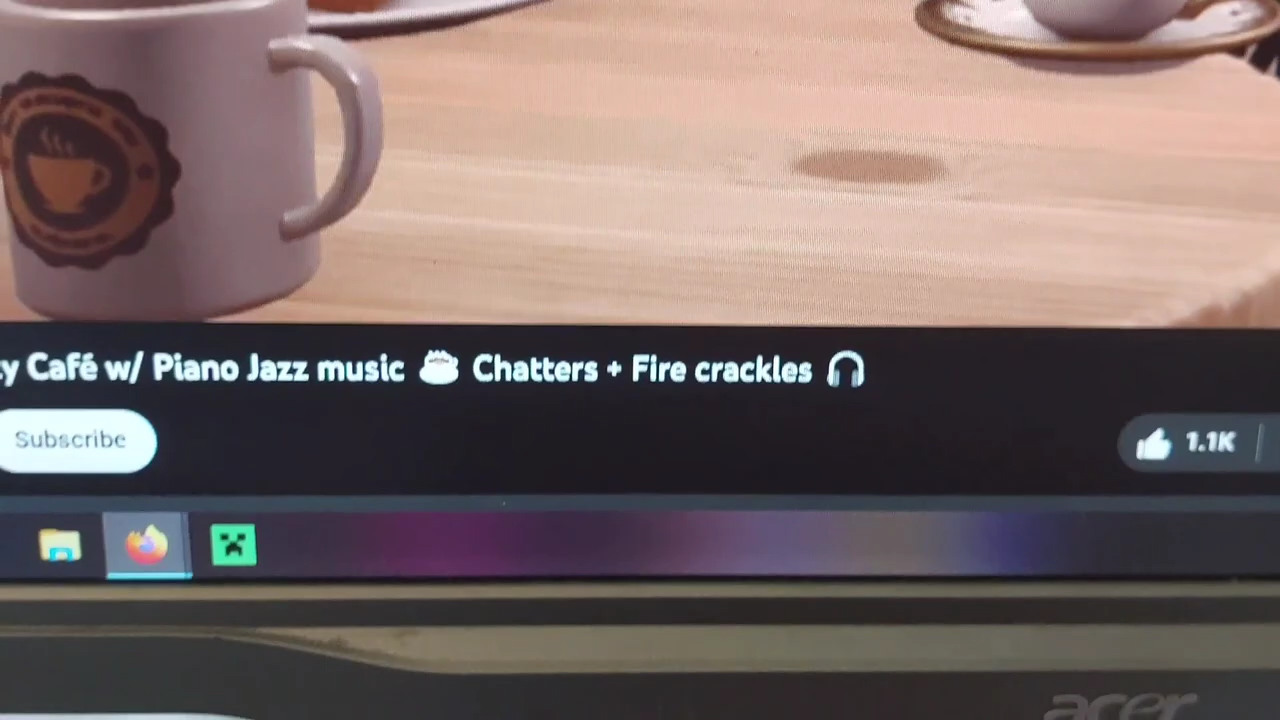 Café w/ Piano Jazz music ☕ Chatters + Fire crackles 🎧
Subscribe
1.1K
acer